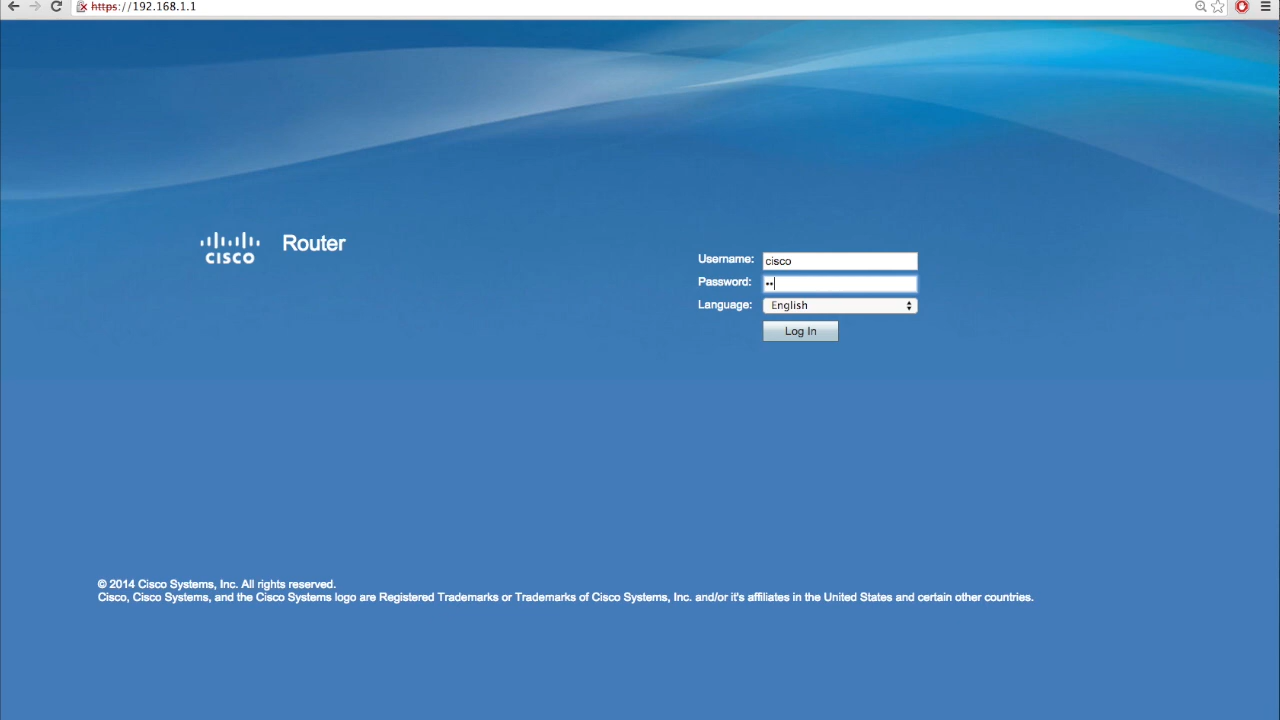 https://192.168.1.1
Router
CISCO
Username: cisco
Password: ••
Language: English
Log In
© 2014 Cisco Systems, Inc. All rights reserved.
Cisco, Cisco Systems, and the Cisco Systems logo are Registered Trademarks or Trademarks of Cisco Systems, Inc. and/or it's affiliates in the United States and certain other countries.